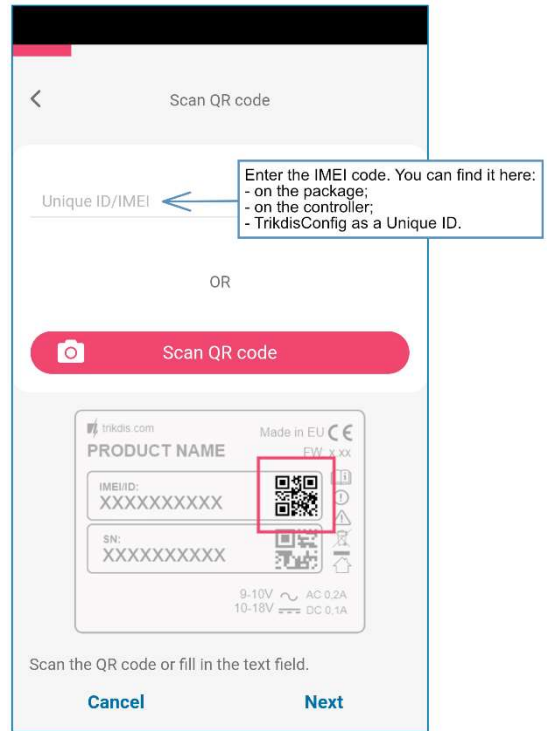 Scan QR code
Enter the IMEI code. You can find it here:
- on the package;
- on the controller;
- TrikdisConfig as a Unique ID.
Unique ID/IMEI
OR
Scan QR code
trikdis.com
Made in EU CE
PRODUCT NAME
FW x.xx
IMEI/ID:
XXXXXXXXXX
SN:
XXXXXXXXXX
9-10V AC 0,2A
10-18V DC 0,1A
Scan the QR code or fill in the text field.
Cancel
Next